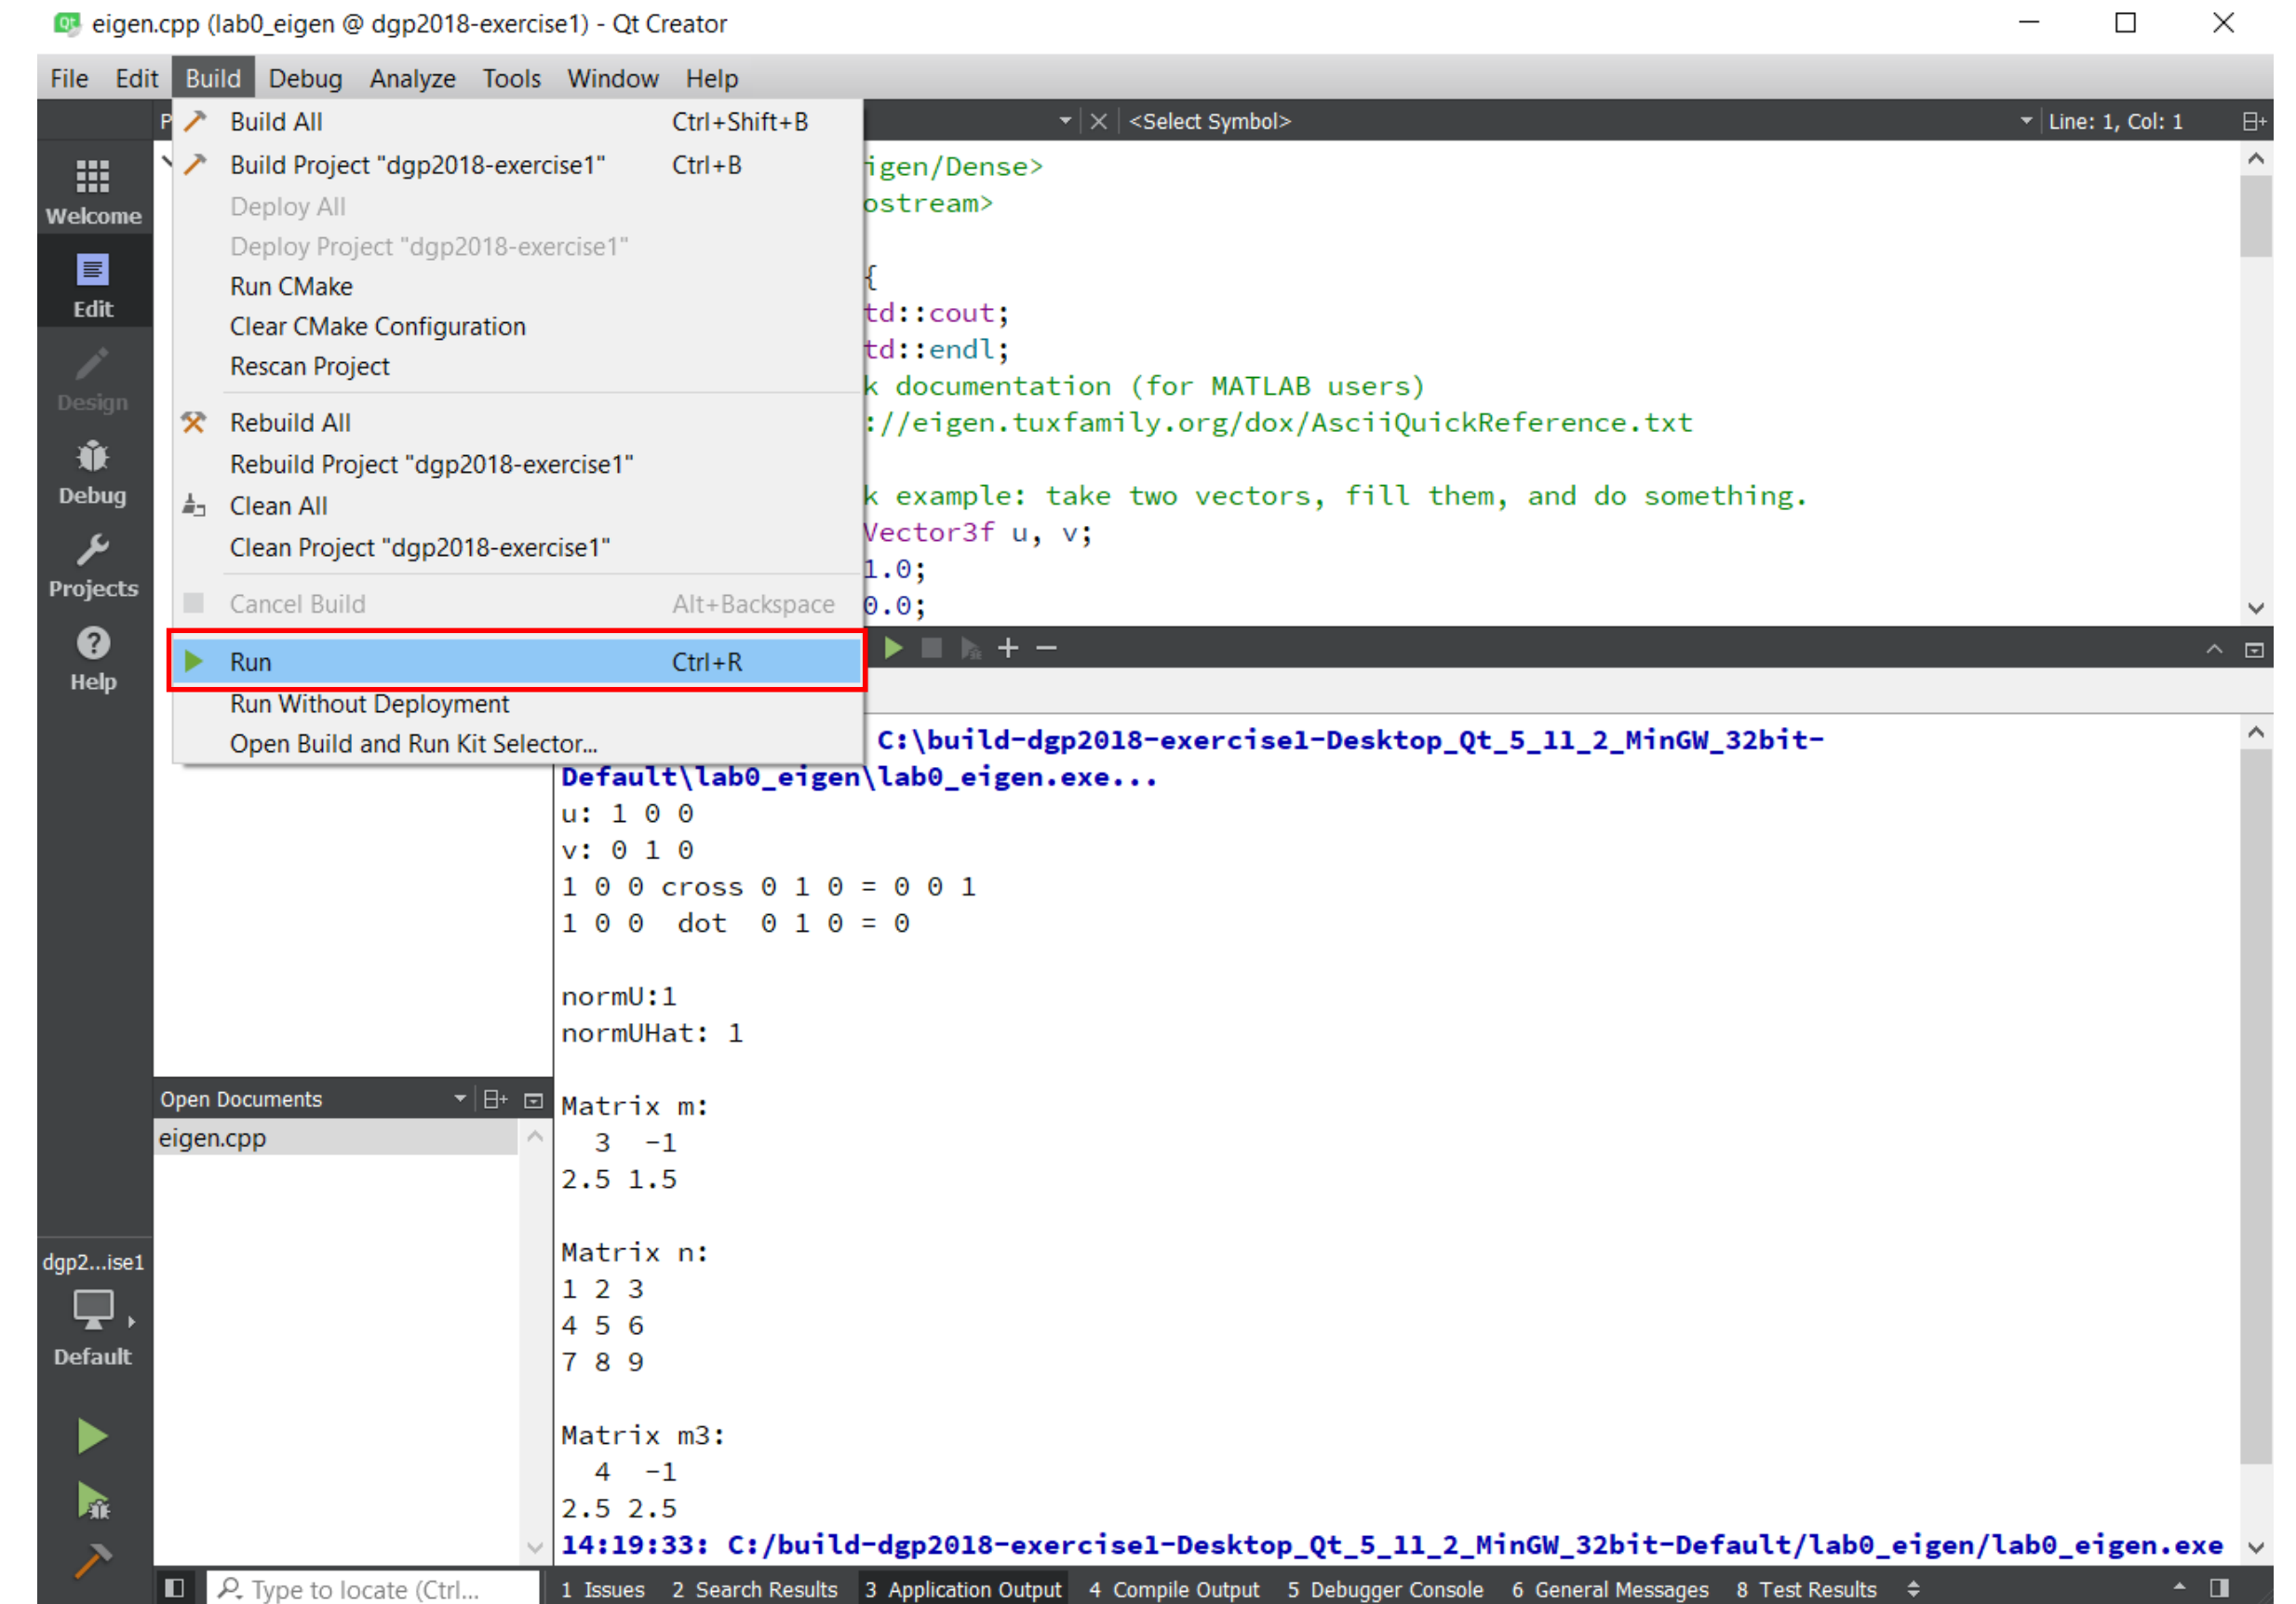 eigen.cpp (lab0_eigen @ dgp2018-exercise1) - Qt Creator
File Edit Build Debug Analyze Tools Window Help
P
<Select Symbol>
Line: 1, Col: 1
Build All Ctrl+Shift+B
Build Project "dgp2018-exercise1" Ctrl+B
Deploy All
Deploy Project "dgp2018-exercise1"
Run CMake
Clear CMake Configuration
Rescan Project
Rebuild All
Rebuild Project "dgp2018-exercise1"
Clean All
Clean Project "dgp2018-exercise1"
Cancel Build Alt+Backspace
Run Ctrl+R
Run Without Deployment
Open Build and Run Kit Selector...
Welcome
Edit
Design
Debug
Projects
Help
igen/Dense>
ostream>
{
td::cout;
td::endl;
k documentation (for MATLAB users)
://eigen.tuxfamily.org/dox/AsciiQuickReference.txt
k example: take two vectors, fill them, and do something.
Vector3f u, v;
1.0;
0.0;
C:\build-dgp2018-exercise1-Desktop_Qt_5_11_2_MinGW_32bit-
Default\lab0_eigen\lab0_eigen.exe...
u: 1 0 0
v: 0 1 0
1 0 0 cross 0 1 0 = 0 0 1
1 0 0  dot  0 1 0 = 0
normU:1
normUHat: 1
Matrix m:
  3  -1
2.5 1.5
Matrix n:
1 2 3
4 5 6
7 8 9
Matrix m3:
  4  -1
2.5 2.5
14:19:33: C:/build-dgp2018-exercise1-Desktop_Qt_5_11_2_MinGW_32bit-Default/lab0_eigen/lab0_eigen.exe
Open Documents
eigen.cpp
dgp2...ise1
Default
Type to locate (Ctrl...
1 Issues 2 Search Results 3 Application Output 4 Compile Output 5 Debugger Console 6 General Messages 8 Test Results